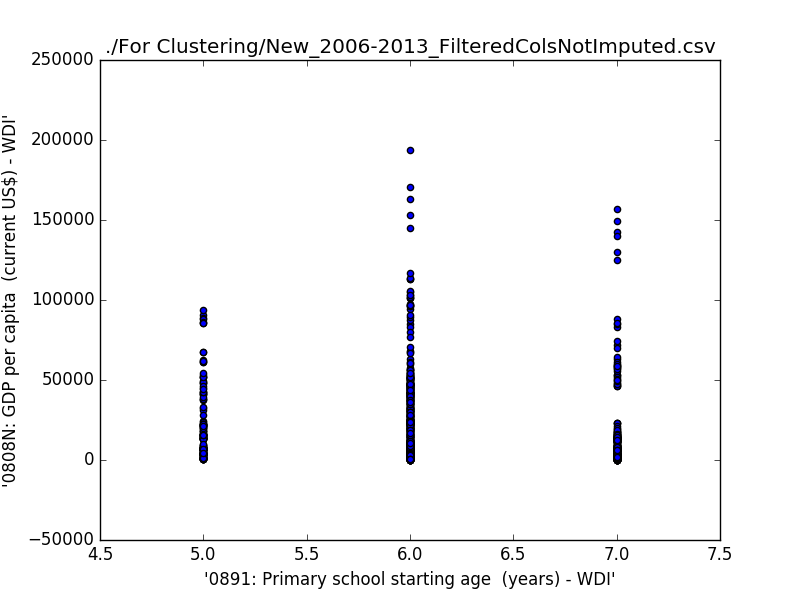 ./For Clustering/New_2006-2013_FilteredColsNotImputed.csv
250000
200000
150000
100000
50000
0
−50000
'0808N: GDP per capita  (current US$) - WDI'
4.5 5.0 5.5 6.0 6.5 7.0 7.5
'0891: Primary school starting age  (years) - WDI'